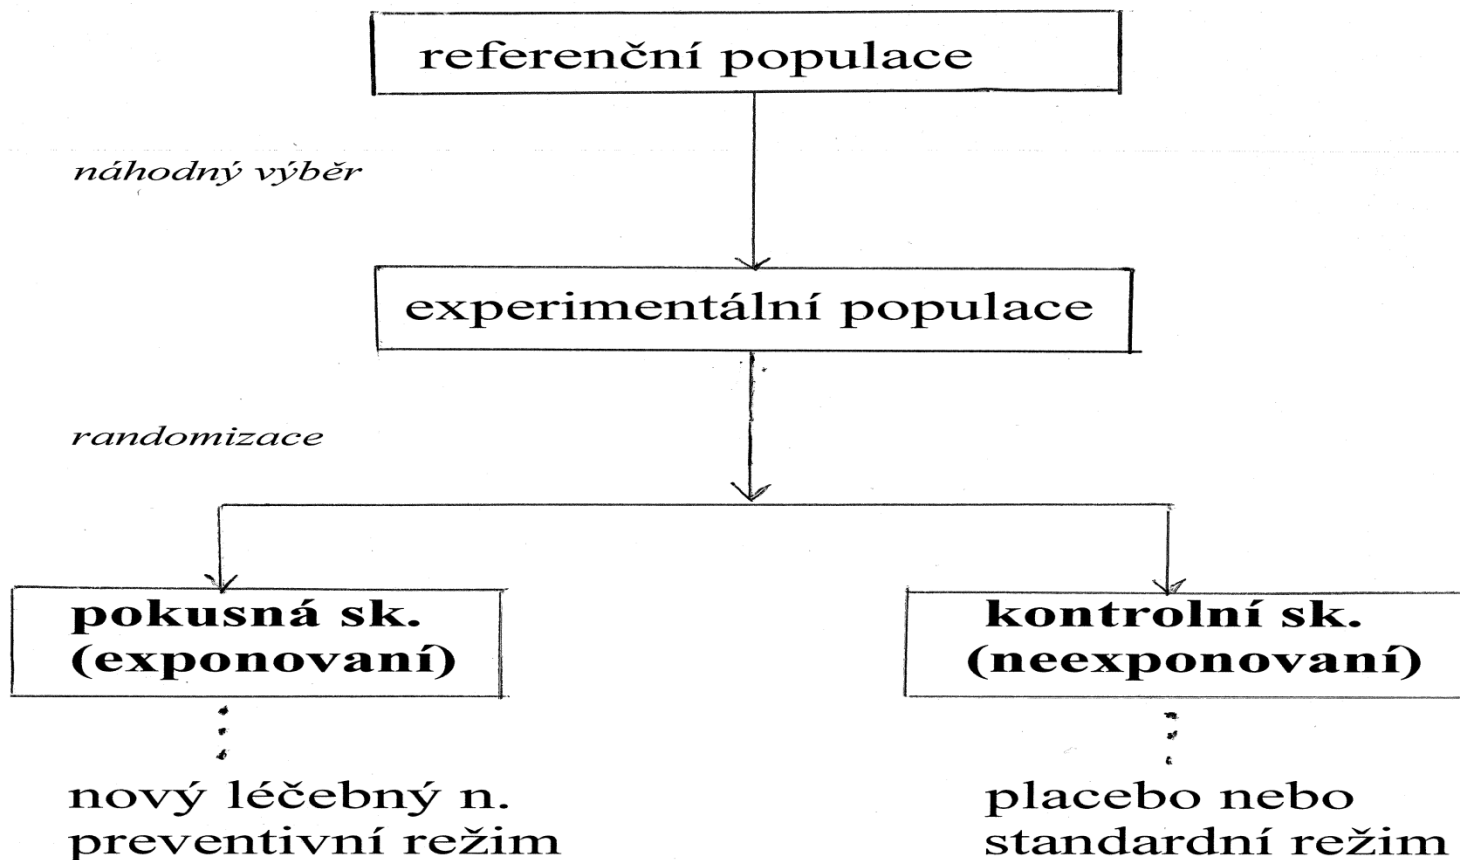 referenční populace
náhodný výběr
experimentální populace
randomizace
pokusná sk.
(exponovaní)
kontrolní sk.
(neexponovaní)
nový léčebný n.
preventivní režim
placebo nebo
standardní režim